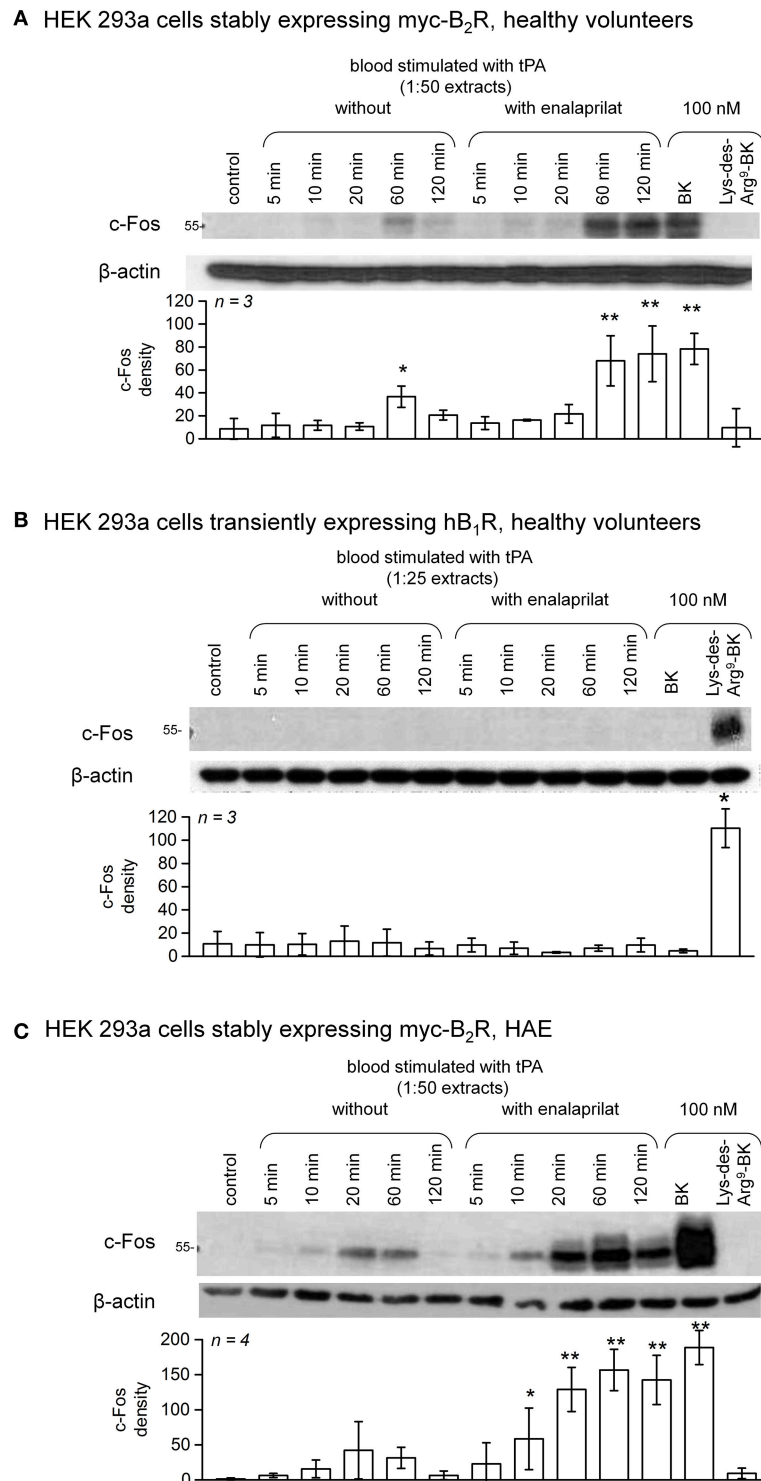 A HEK 293a cells stably expressing myc-B₂R, healthy volunteers
blood stimulated with tPA
(1:50 extracts)
without with enalaprilat 100 nM
control 5 min 10 min 20 min 60 min 120 min 5 min 10 min 20 min 60 min 120 min BK Lys-des-Arg⁹-BK
c-Fos 55-
β-actin
120 n = 3
100
80
60
40
20
0
c-Fos density
* ** ** **
B HEK 293a cells transiently expressing hB₁R, healthy volunteers
blood stimulated with tPA
(1:25 extracts)
without with enalaprilat 100 nM
control 5 min 10 min 20 min 60 min 120 min 5 min 10 min 20 min 60 min 120 min BK Lys-des-Arg⁹-BK
c-Fos 55-
β-actin
120 n = 3
100
80
60
40
20
0
c-Fos density
*
C HEK 293a cells stably expressing myc-B₂R, HAE
blood stimulated with tPA
(1:50 extracts)
without with enalaprilat 100 nM
control 5 min 10 min 20 min 60 min 120 min 5 min 10 min 20 min 60 min 120 min BK Lys-des-Arg⁹-BK
c-Fos 55-
β-actin
200 n = 4
150
100
50
0
c-Fos density
* ** ** ** **